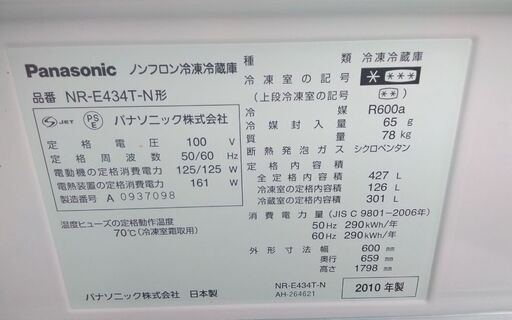 Panasonic ノンフロン冷凍冷蔵庫
品番 NR-E434T-N形
S JET PSE パナソニック株式会社
定格電圧 100 V
定格周波数 50/60 Hz
電動機の定格消費電力 125/125 W
電熱装置の定格消費電力 161 W
製造番号 A 0937098
温度ヒューズの定格動作温度
70℃(冷凍室霜取用)
パナソニック株式会社 日本製
種類 冷凍冷蔵庫
冷凍室の記号 ****
(上段冷凍室の記号 **)
冷媒 R600a
冷媒封入量 65 g
質量 78 kg
断熱発泡ガス シクロペンタン
定格内容積
全定格内容積 427 L
冷凍室の定格内容積 126 L
冷蔵室の定格内容積 301 L
消費電力量(JIS C 9801-2006年)
50Hz 290 kWh/年
60Hz 290 kWh/年
外形寸法 幅 600 mm
奥行 659 mm
高さ 1798 mm
NR-E434T-N
AH-264621
2010 年製